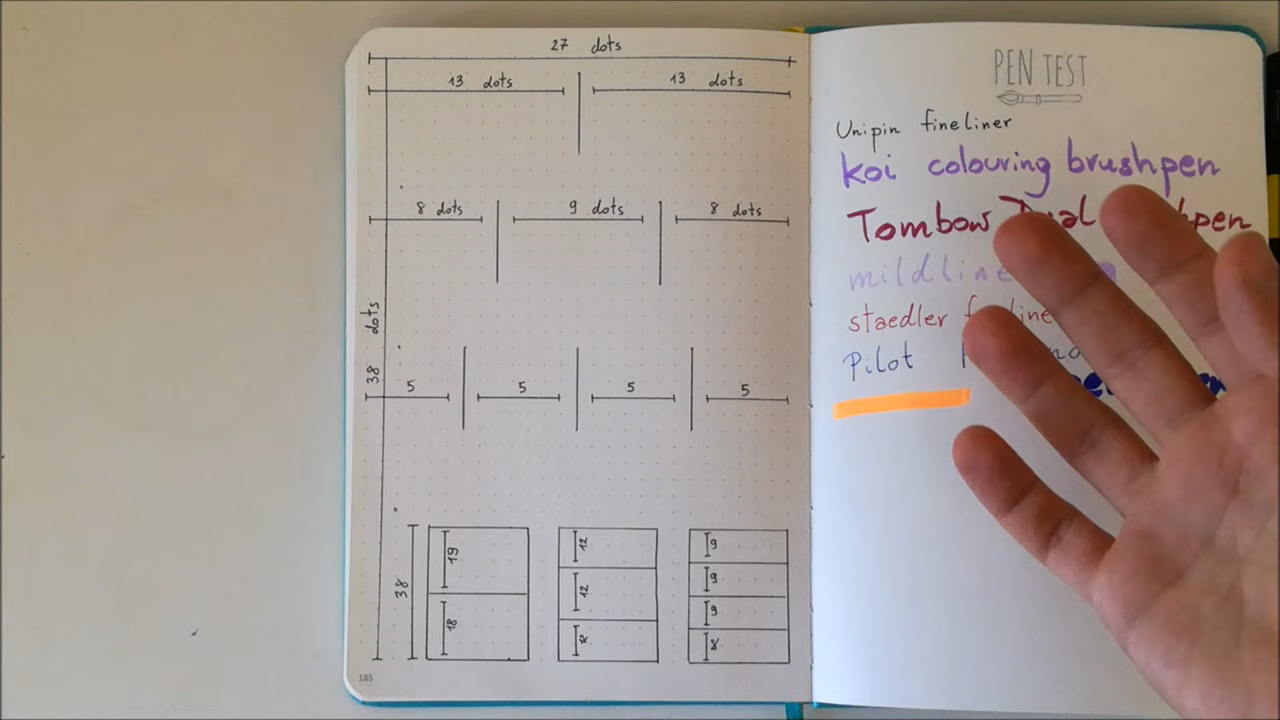 27 dots
13 dots 13 dots
8 dots 9 dots 8 dots
38 dots
5 5 5 5
38
19
18
12
12
9
9
9
8
185
PEN TEST
Unipin fineliner
koi colouring brushpen
Tombow Dual
mildline
staedler
Pilot